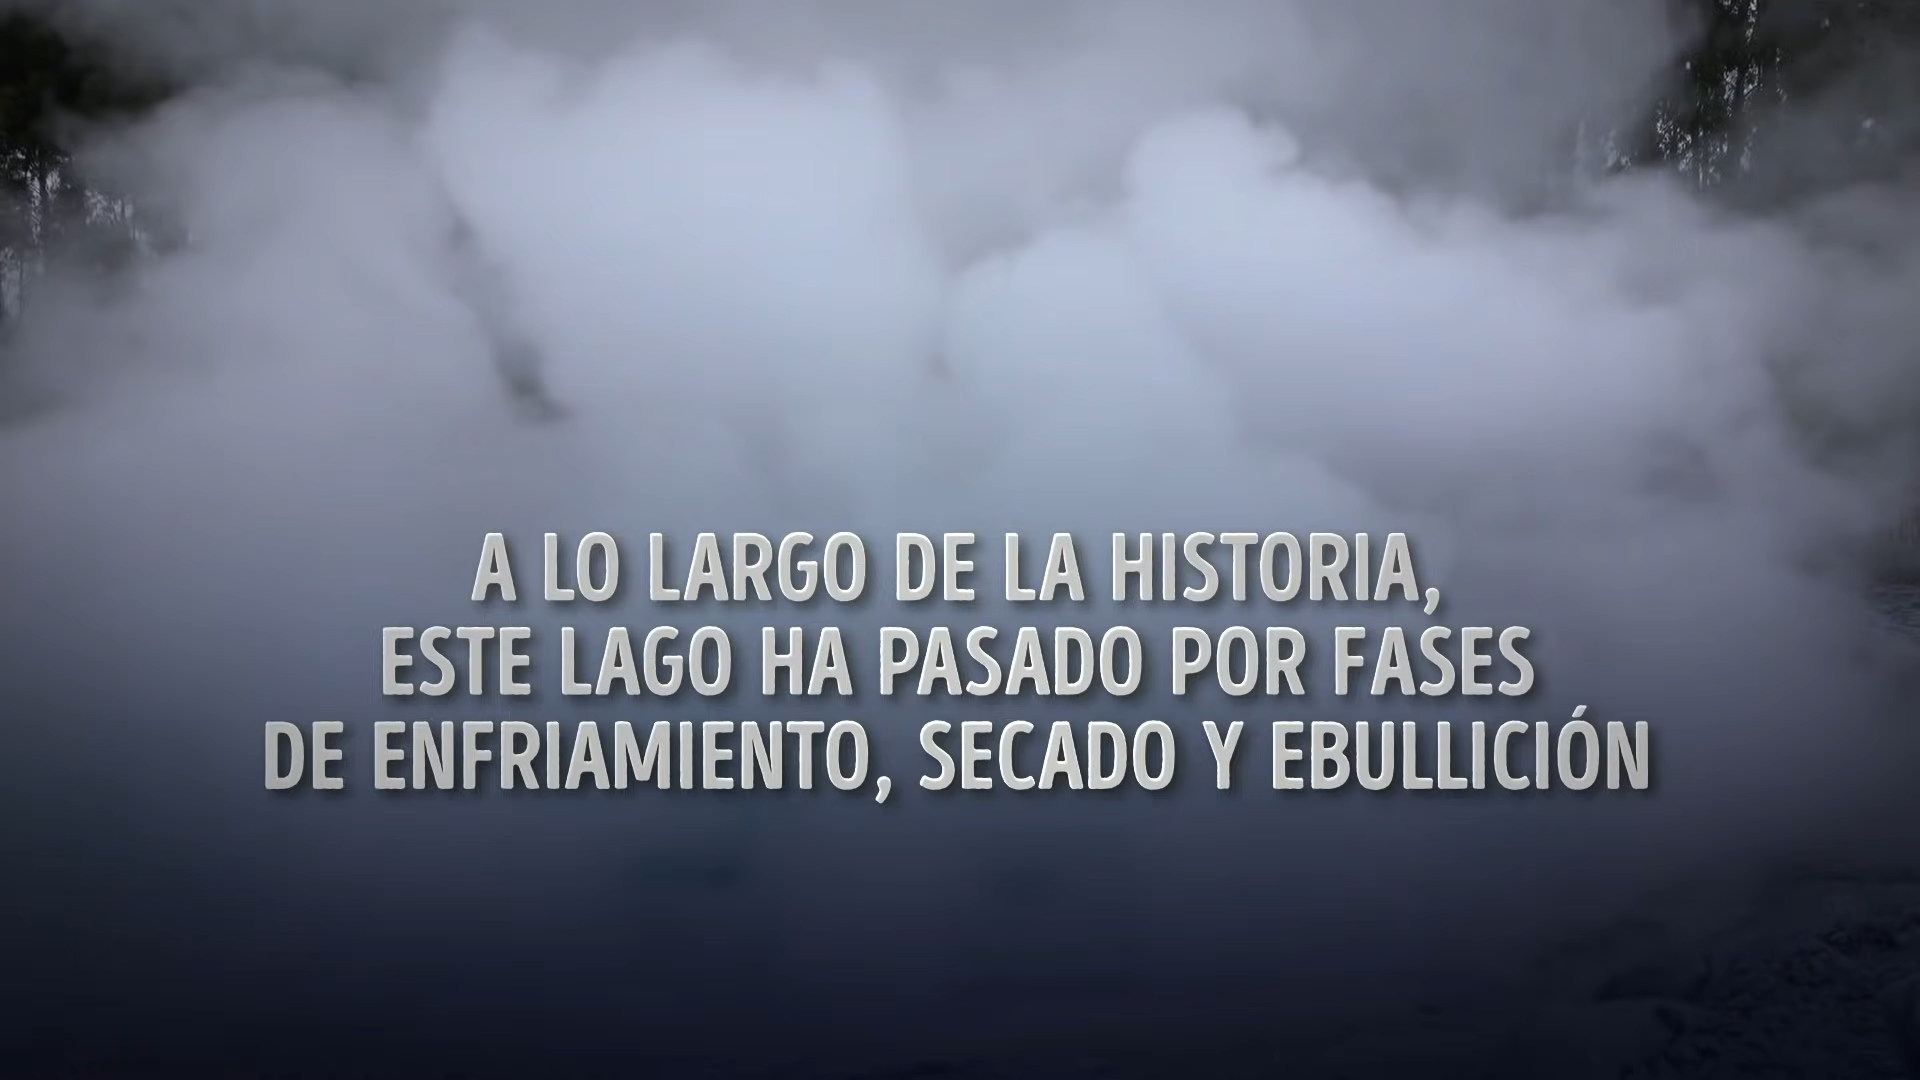 A LO LARGO DE LA HISTORIA,
ESTE LAGO HA PASADO POR FASES
DE ENFRIAMIENTO, SECADO Y EBULLICIÓN